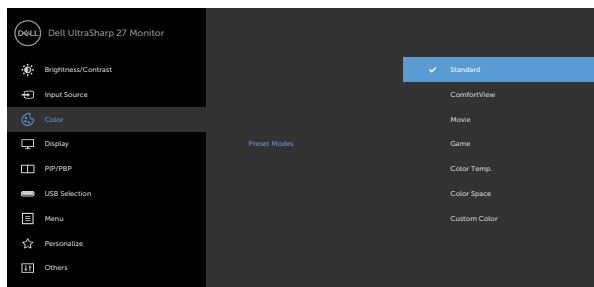 DELL Dell UltraSharp 27 Monitor
Brightness/Contrast
Input Source
Color
Display
PIP/PBP
USB Selection
Menu
Personalize
Others
Preset Modes
Standard
ComfortView
Movie
Game
Color Temp.
Color Space
Custom Color